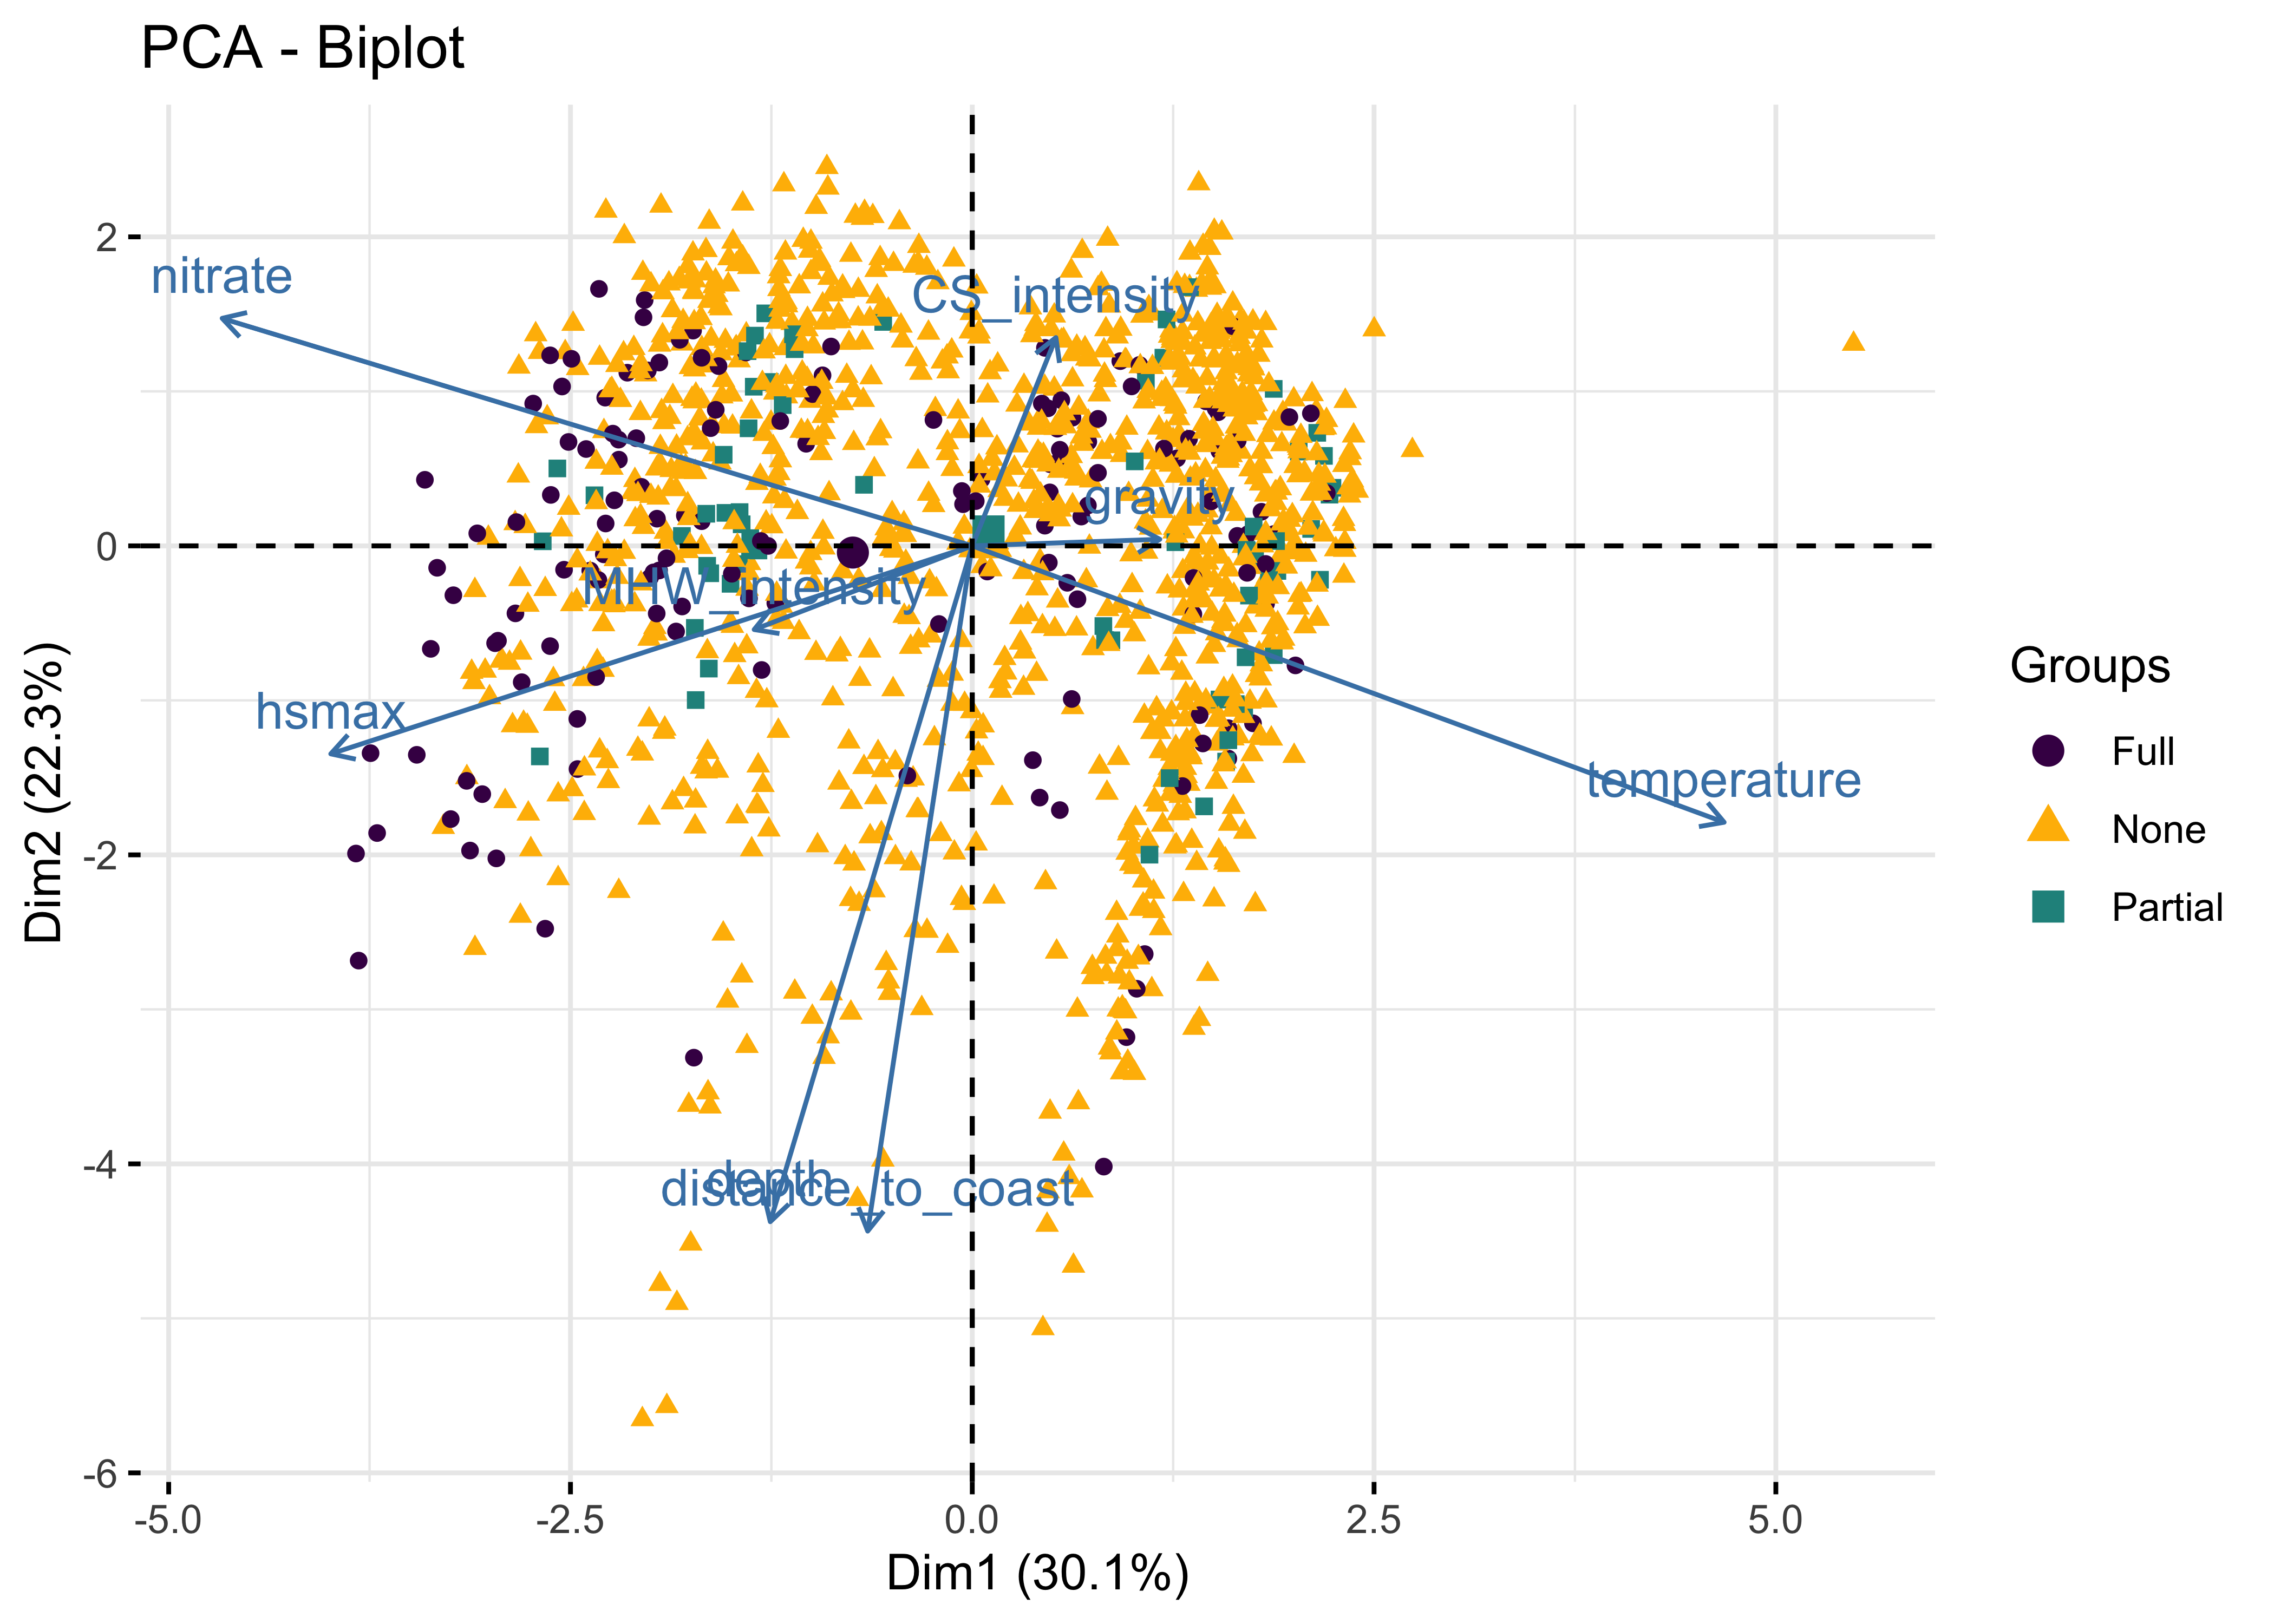 PCA - Biplot
2
0
-2
-4
-6
-5.0
-2.5
0.0
2.5
5.0
Dim1 (30.1%)
Dim2 (22.3%)
nitrate
CS_intensity
gravity
MHW_intensity
hsmax
temperature
depth
distance_to_coast
Groups
Full
None
Partial